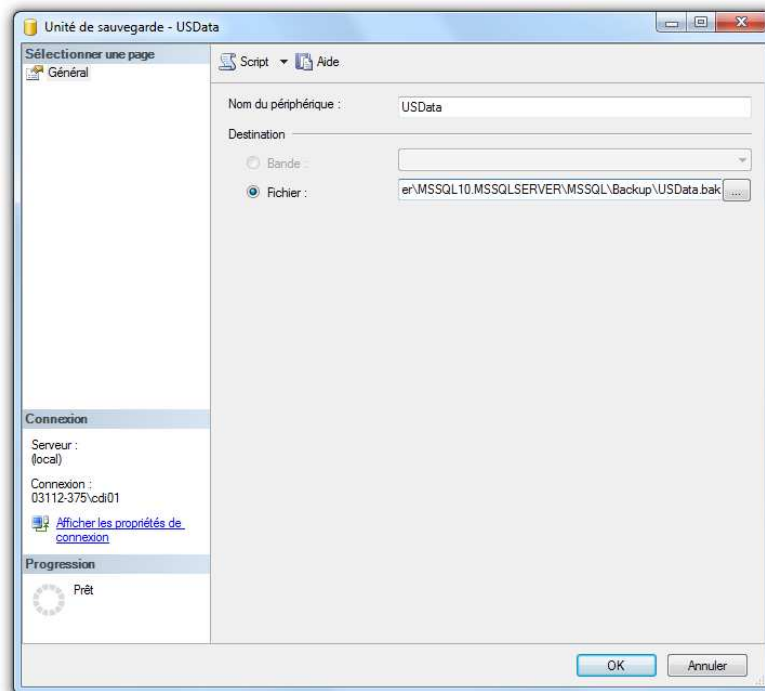 Unité de sauvegarde - USData
Sélectionner une page
Général
Script
Aide
Nom du périphérique :
USData
Destination
Bande :
Fichier :
er\MSSQL10.MSSQLSERVER\MSSQL\Backup\USData.bak
...
Connexion
Serveur :
(local)
Connexion :
03112-375\cdi01
Afficher les propriétés de
connexion
Progression
Prêt
OK
Annuler